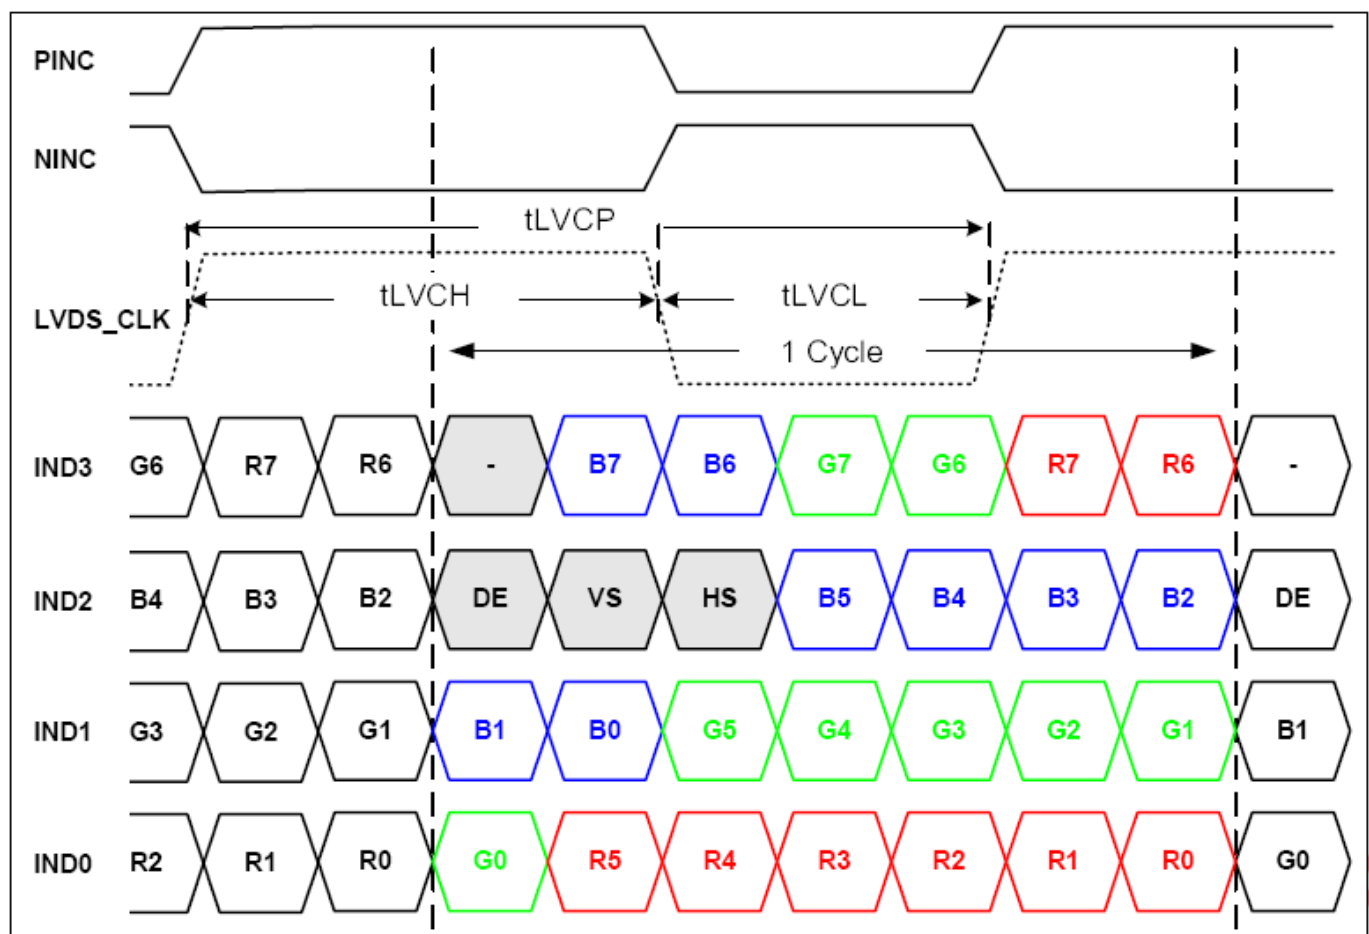 PINC
NINC
tLVCP
tLVCH tLVCL
LVDS_CLK
1 Cycle
IND3 G6 R7 R6 - B7 B6 G7 G6 R7 R6 -
IND2 B4 B3 B2 DE VS HS B5 B4 B3 B2 DE
IND1 G3 G2 G1 B1 B0 G5 G4 G3 G2 G1 B1
IND0 R2 R1 R0 G0 R5 R4 R3 R2 R1 R0 G0